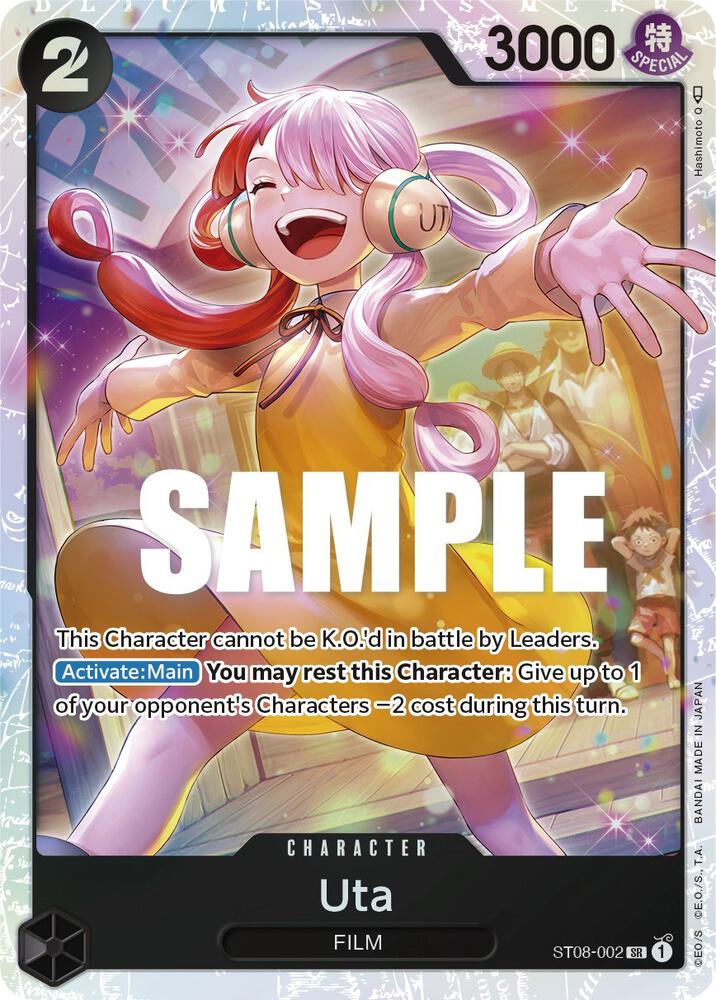 2
3000
特
SPECIAL
Hashimoto Q
UT
SAMPLE
This Character cannot be K.O.'d in battle by Leaders.
Activate:Main You may rest this Character: Give up to 1
of your opponent's Characters −2 cost during this turn.
BANDAI MADE IN JAPAN
©E.O./S., T.A.
©EO/S
CHARACTER
Uta
FILM
ST08-002 SR 1